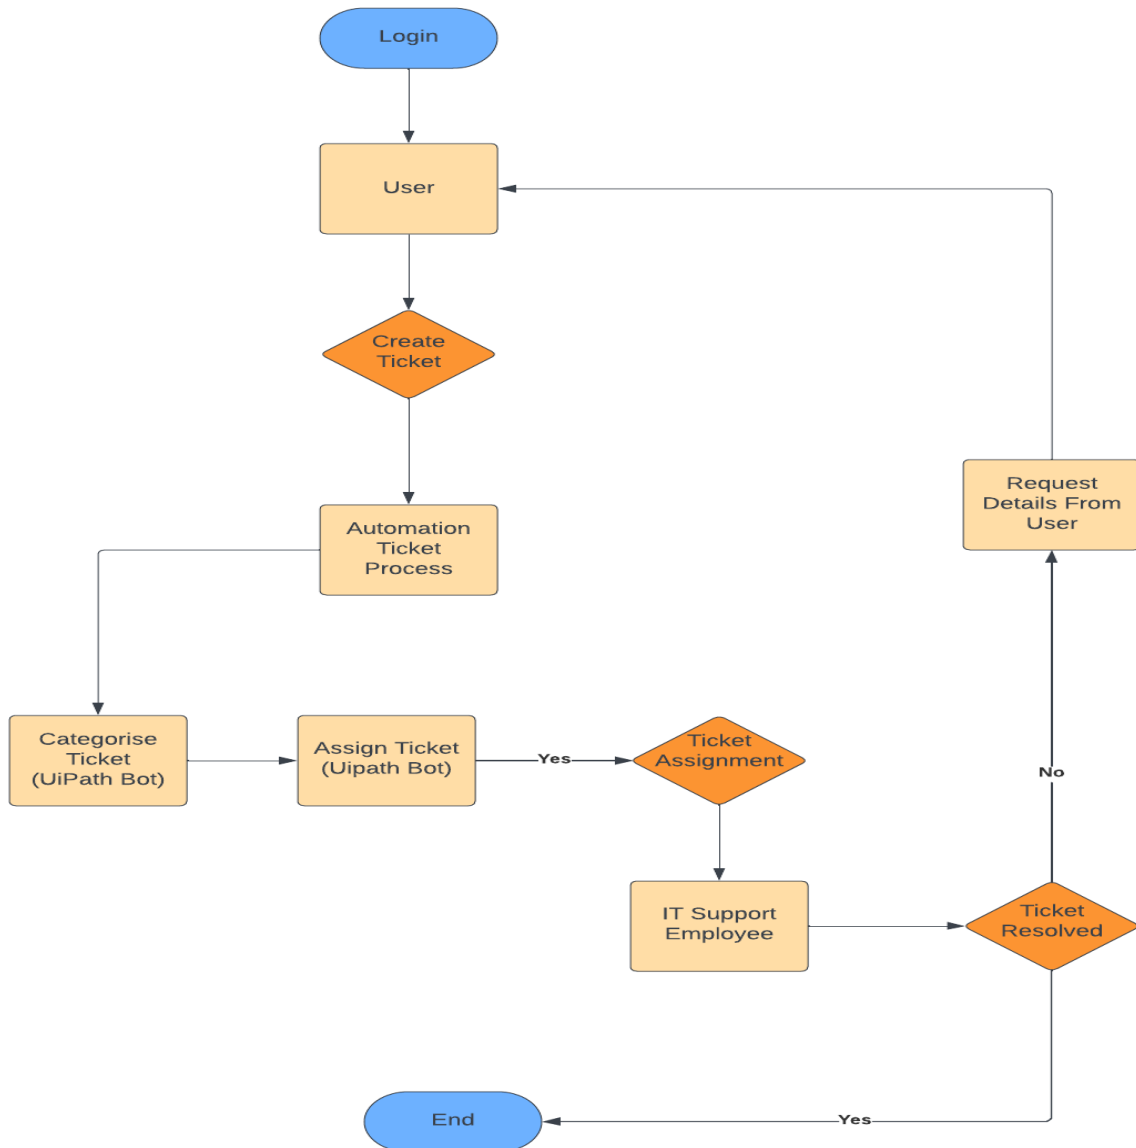 Login
User
Create
Ticket
Automation
Ticket
Process
Request
Details From
User
Categorise
Ticket
(UiPath Bot)
Assign Ticket
(Uipath Bot)
Yes
Ticket
Assignment
No
IT Support
Employee
Ticket
Resolved
End
Yes